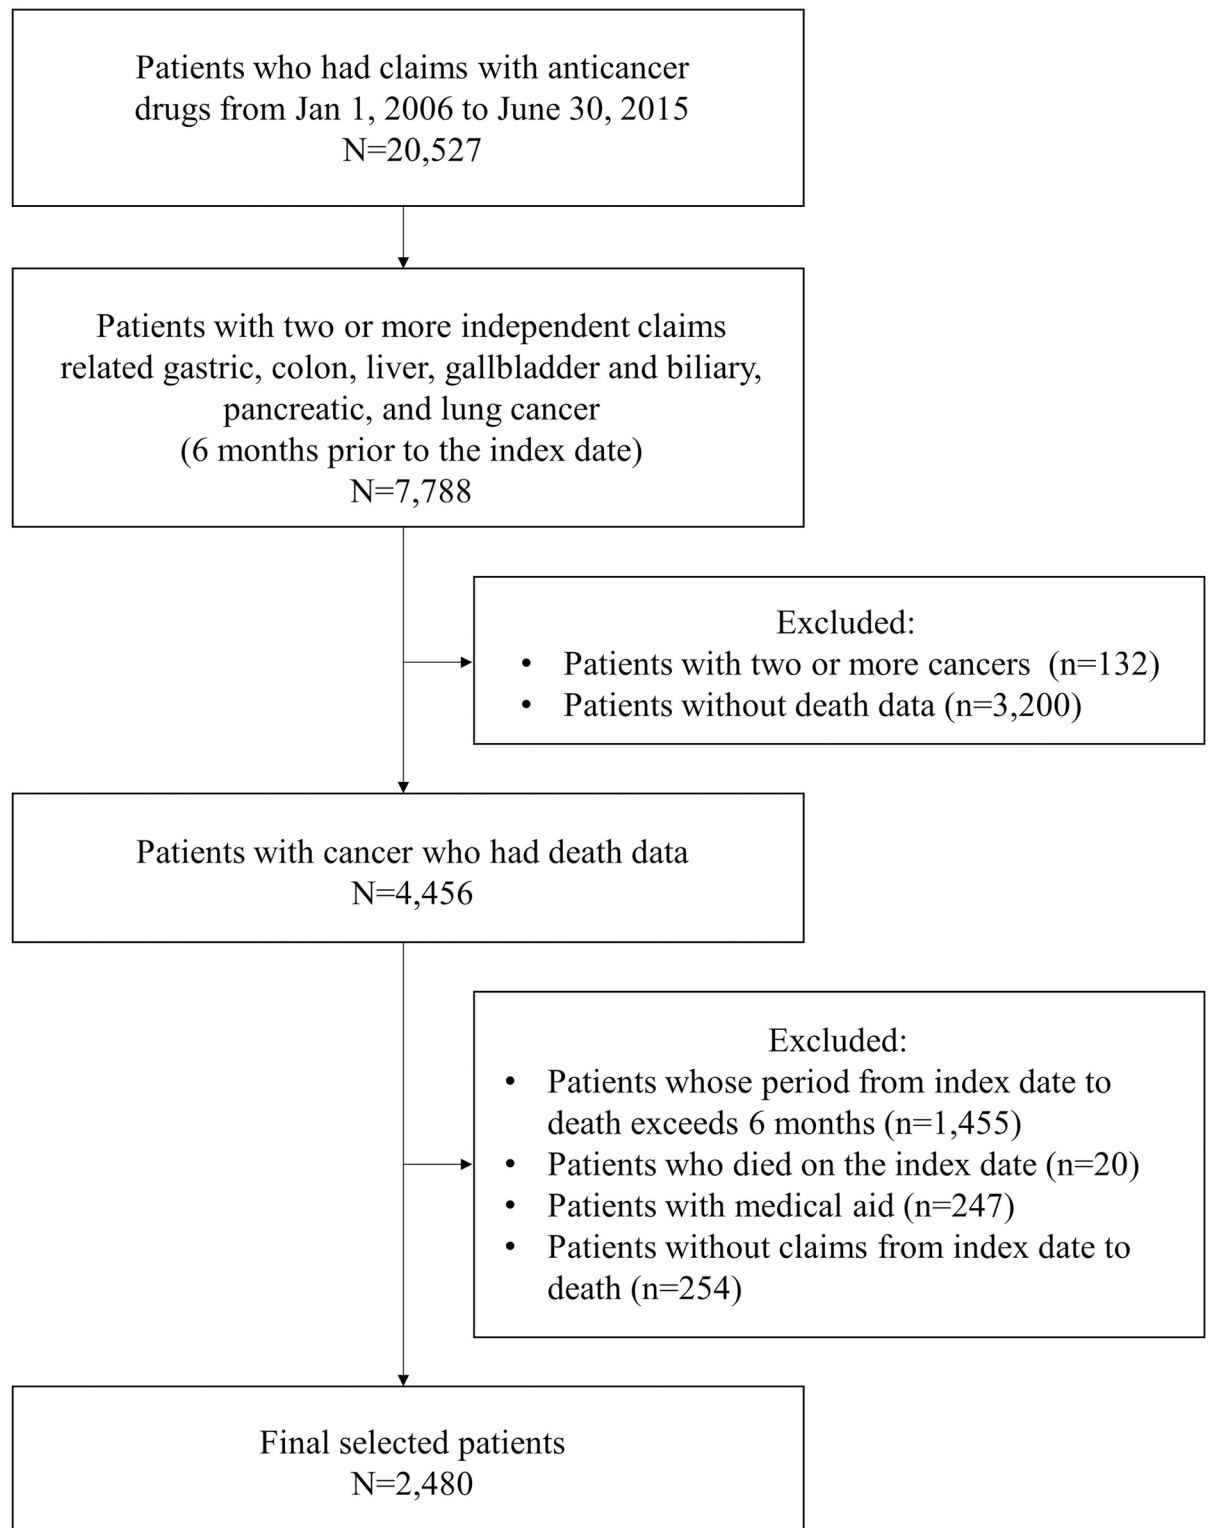 Patients who had claims with anticancer
drugs from Jan 1, 2006 to June 30, 2015
N=20,527
Patients with two or more independent claims
related gastric, colon, liver, gallbladder and biliary,
pancreatic, and lung cancer
(6 months prior to the index date)
N=7,788
Excluded:
• Patients with two or more cancers (n=132)
• Patients without death data (n=3,200)
Patients with cancer who had death data
N=4,456
Excluded:
• Patients whose period from index date to
death exceeds 6 months (n=1,455)
• Patients who died on the index date (n=20)
• Patients with medical aid (n=247)
• Patients without claims from index date to
death (n=254)
Final selected patients
N=2,480